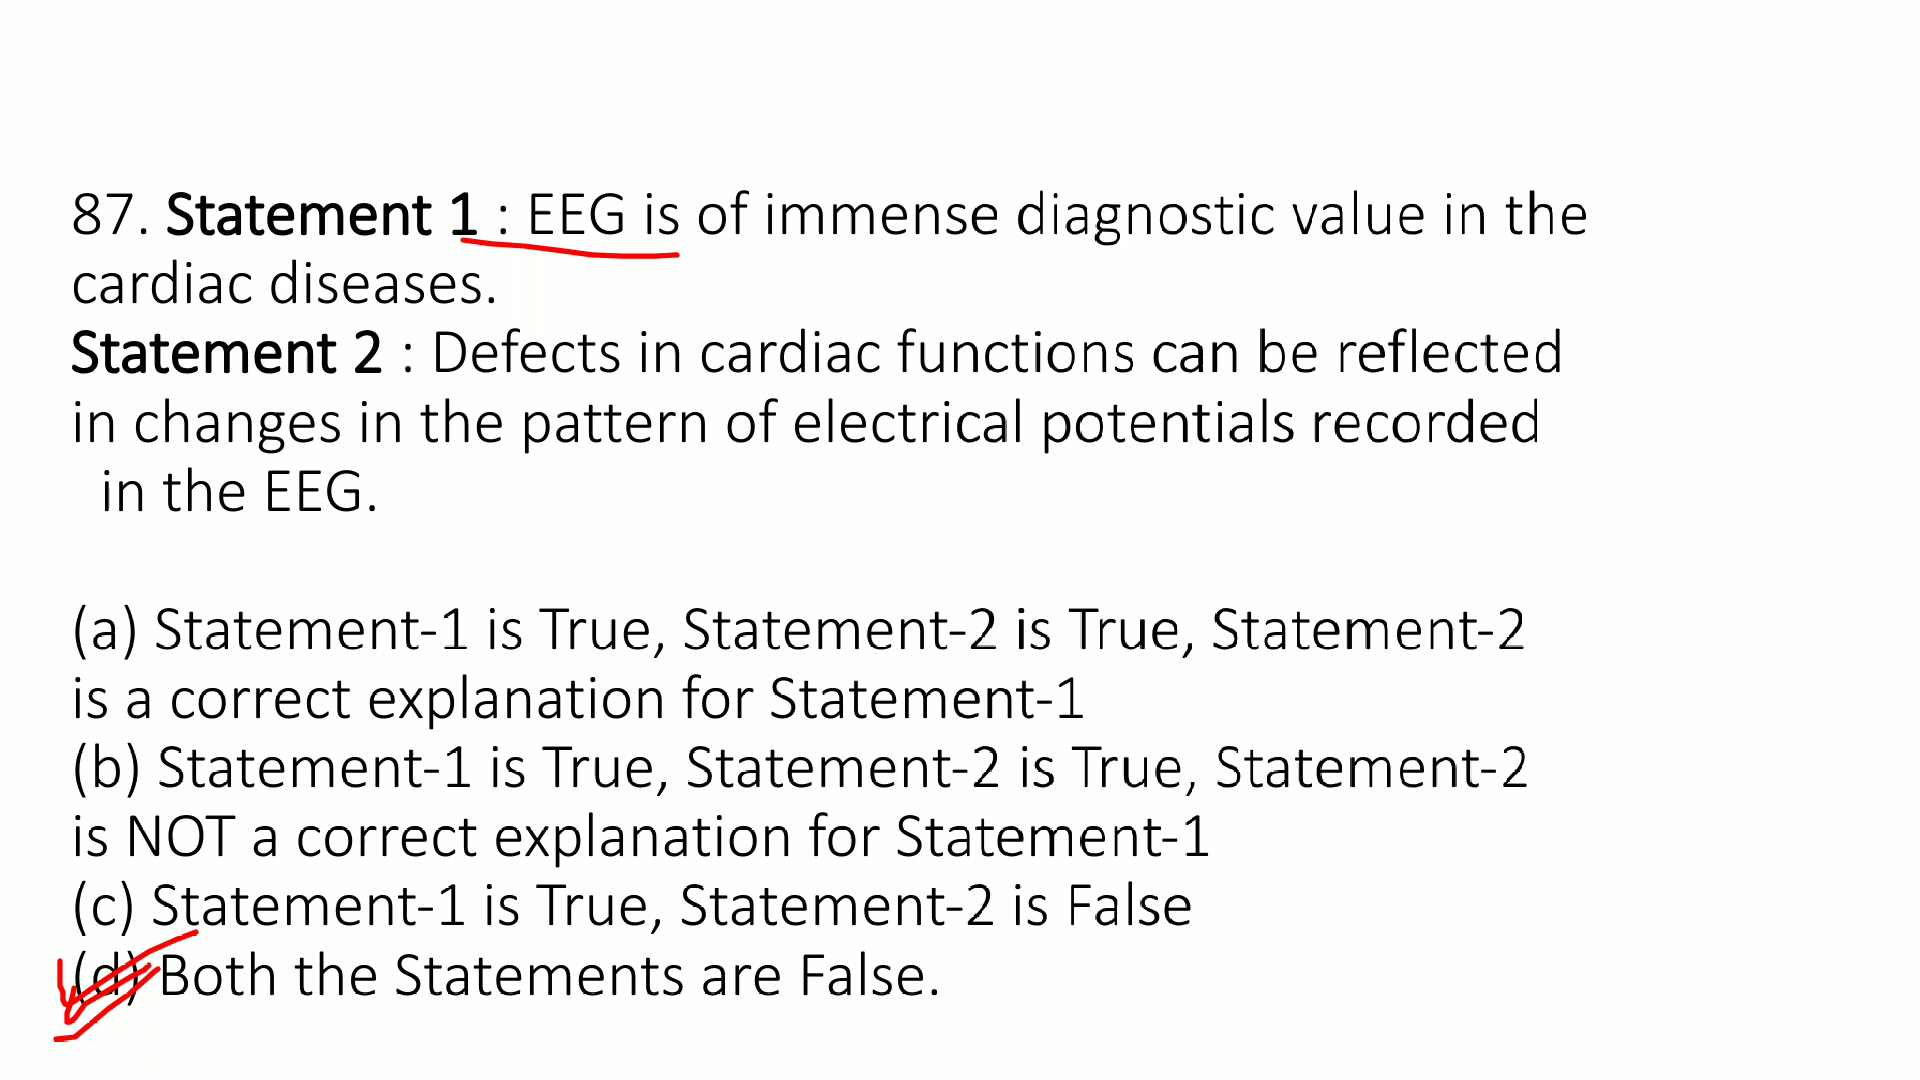 87. Statement 1 : EEG is of immense diagnostic value in the
cardiac diseases.
Statement 2 : Defects in cardiac functions can be reflected
in changes in the pattern of electrical potentials recorded
in the EEG.
(a) Statement-1 is True, Statement-2 is True, Statement-2
is a correct explanation for Statement-1
(b) Statement-1 is True, Statement-2 is True, Statement-2
is NOT a correct explanation for Statement-1
(c) Statement-1 is True, Statement-2 is False
(d) Both the Statements are False.